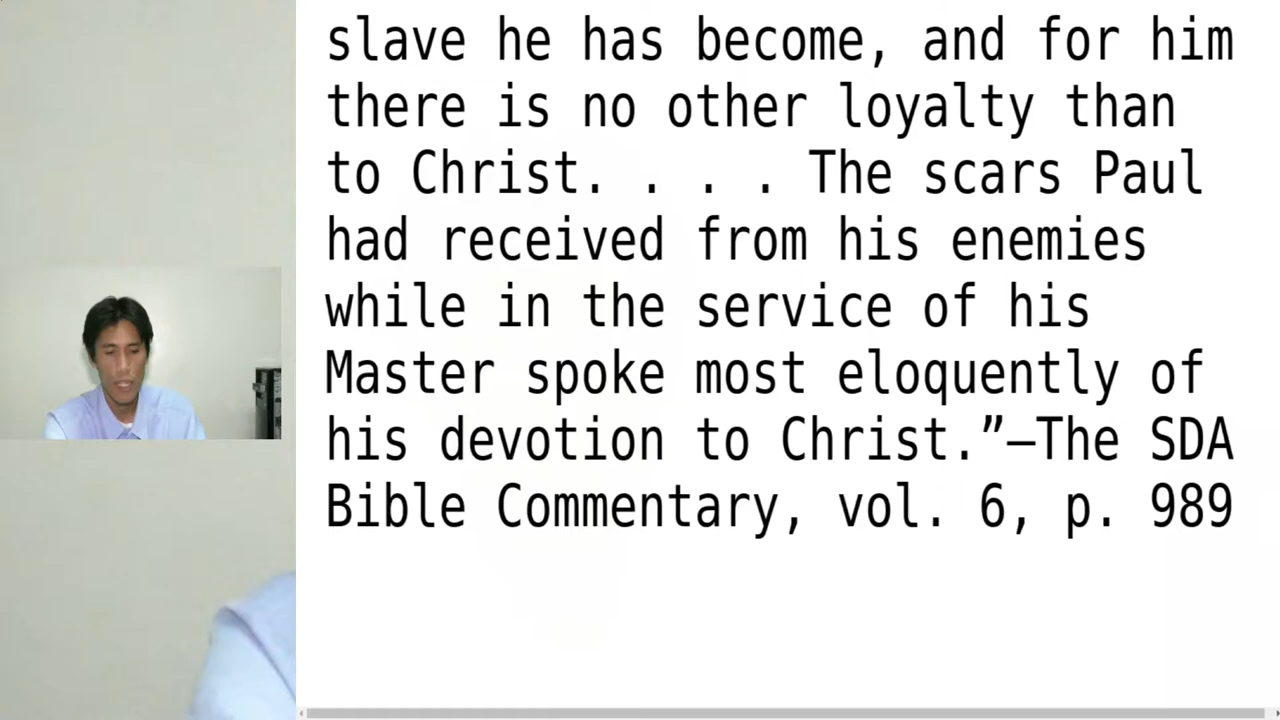 slave he has become, and for him
there is no other loyalty than
to Christ. . . . The scars Paul
had received from his enemies
while in the service of his
Master spoke most eloquently of
his devotion to Christ.”—The SDA
Bible Commentary, vol. 6, p. 989